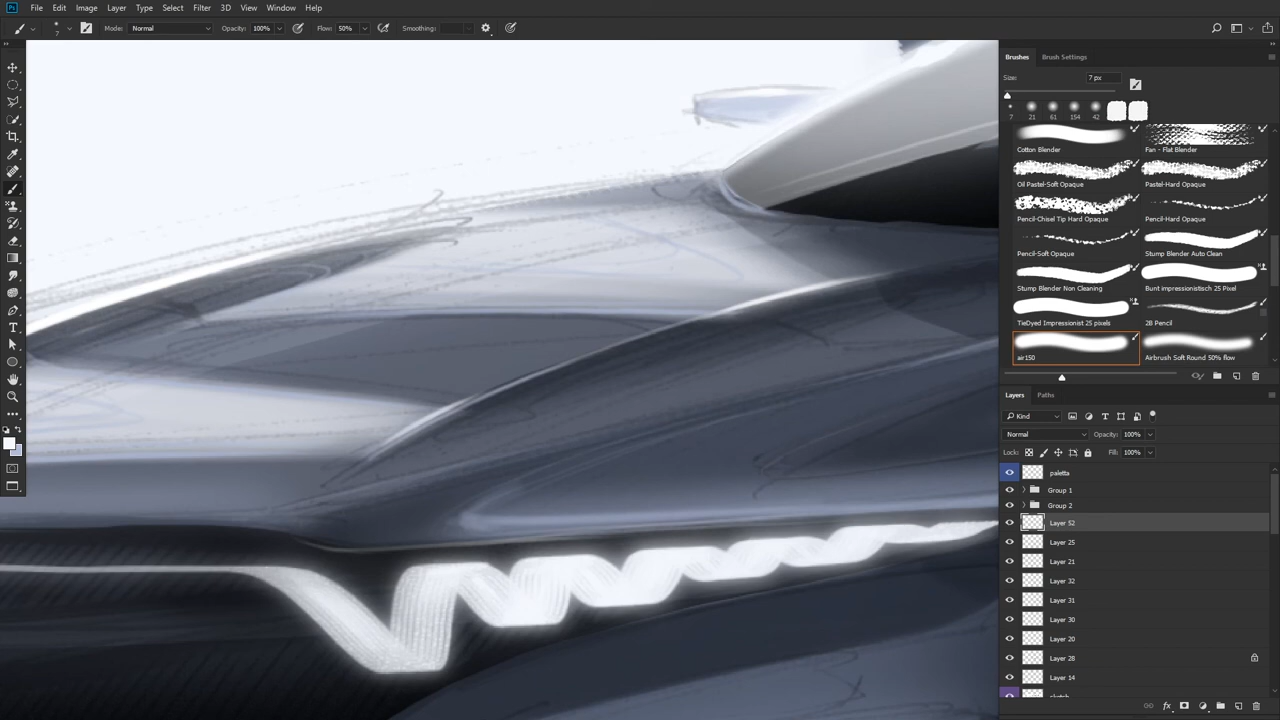 Ps File Edit Image Layer Type Select Filter 3D View Window Help
7 Mode: Normal Opacity: 100% Flow: 50% Smoothing:
Brushes Brush Settings
Size: 7 px
7 21 61 154 42
Cotton Blender Fan - Flat Blender
Oil Pastel-Soft Opaque Pastel-Hard Opaque
Pencil-Chisel Tip Hard Opaque Pencil-Hard Opaque
Pencil-Soft Opaque Stump Blender Auto Clean
Stump Blender Non Cleaning Bunt impressionistisch 25 Pixel
TieDyed Impressionist 25 pixels 2B Pencil
air150 Airbrush Soft Round 50% flow
Layers Paths
Kind
Normal Opacity: 100%
Lock: Fill: 100%
paletta
Group 1
Group 2
Layer 52
Layer 25
Layer 21
Layer 32
Layer 31
Layer 30
Layer 20
Layer 28
Layer 14
sketch
fx